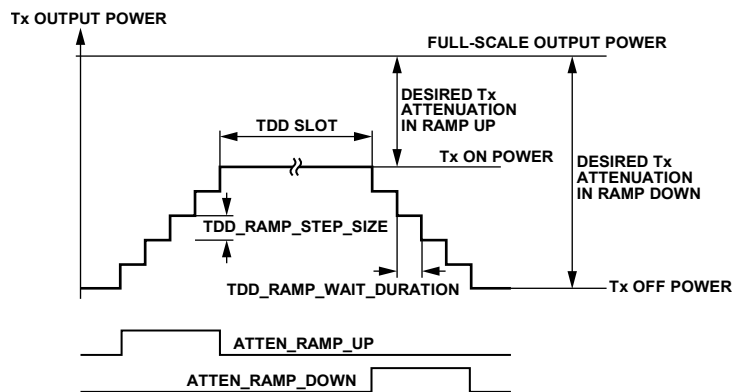 Tx OUTPUT POWER
FULL-SCALE OUTPUT POWER
DESIRED Tx
ATTENUATION
IN RAMP UP
TDD SLOT
Tx ON POWER
DESIRED Tx
ATTENUATION
IN RAMP DOWN
TDD_RAMP_STEP_SIZE
TDD_RAMP_WAIT_DURATION
Tx OFF POWER
ATTEN_RAMP_UP
ATTEN_RAMP_DOWN